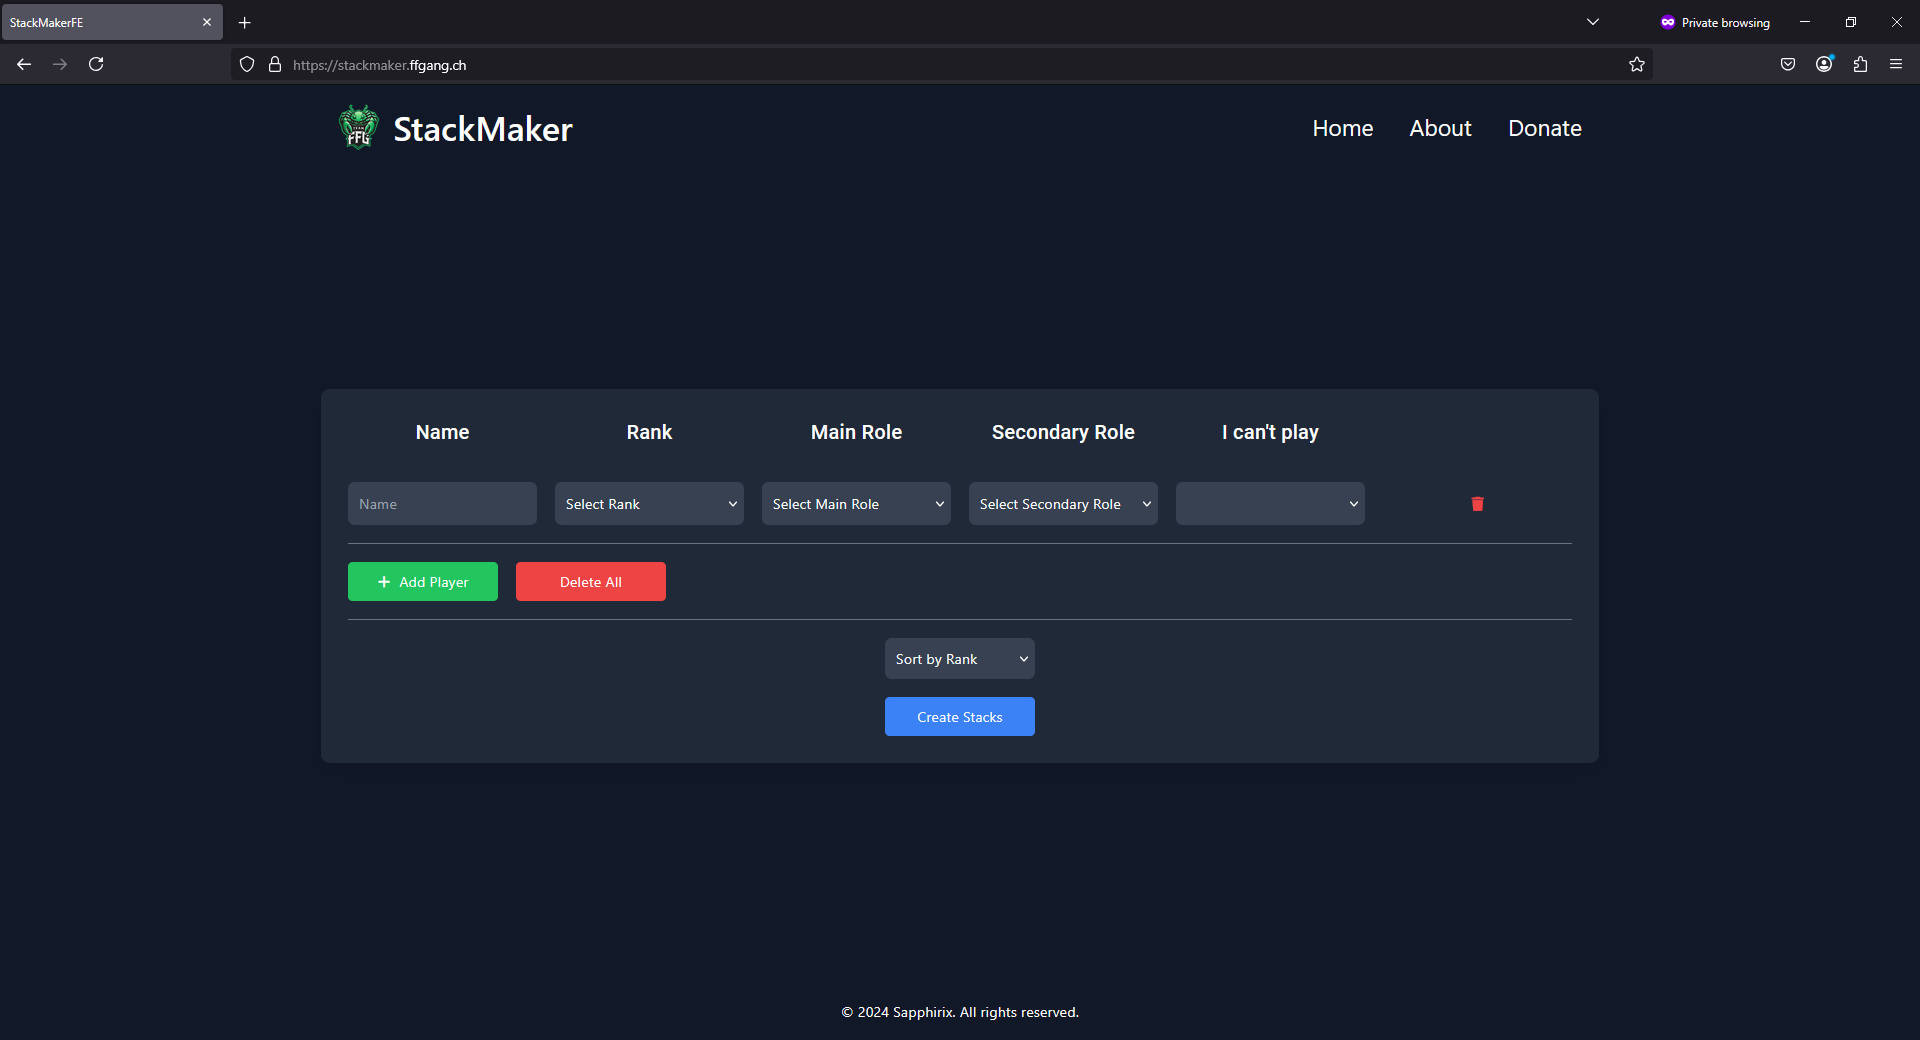 StackMakerFE
Private browsing
https://stackmaker.ffgang.ch
TEAM
FFG
StackMaker
Home
About
Donate
Name
Rank
Main Role
Secondary Role
I can't play
Name
Select Rank
Select Main Role
Select Secondary Role
Add Player
Delete All
Sort by Rank
Create Stacks
© 2024 Sapphirix. All rights reserved.